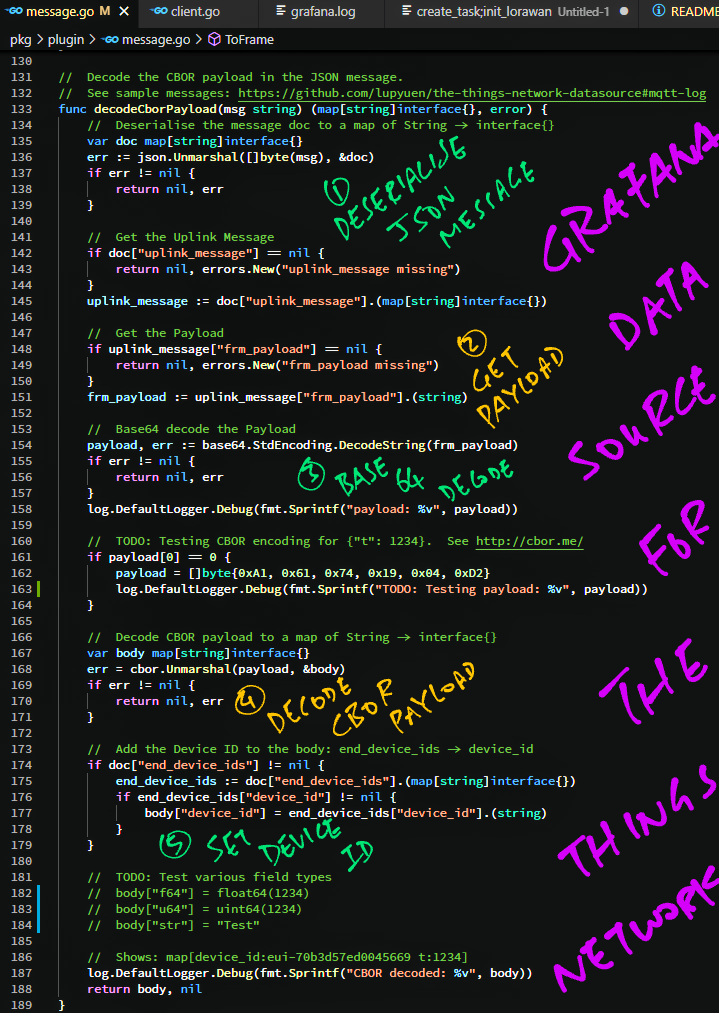 message.go M
client.go
grafana.log
create_task;init_lorawan Untitled-1
README
pkg > plugin > message.go > ToFrame
130
131 // Decode the CBOR payload in the JSON message.
132 // See sample messages: https://github.com/lupyuen/the-things-network-datasource#mqtt-log
133 func decodeCborPayload(msg string) (map[string]interface{}, error) {
134 // Deserialise the message doc to a map of String → interface{}
135 var doc map[string]interface{}
136 err := json.Unmarshal([]byte(msg), &doc)
137 if err != nil {
138 return nil, err
139 }
140
141 // Get the Uplink Message
142 if doc["uplink_message"] == nil {
143 return nil, errors.New("uplink_message missing")
144 }
145 uplink_message := doc["uplink_message"].(map[string]interface{})
146
147 // Get the Payload
148 if uplink_message["frm_payload"] == nil {
149 return nil, errors.New("frm_payload missing")
150 }
151 frm_payload := uplink_message["frm_payload"].(string)
152
153 // Base64 decode the Payload
154 payload, err := base64.StdEncoding.DecodeString(frm_payload)
155 if err != nil {
156 return nil, err
157 }
158 log.DefaultLogger.Debug(fmt.Sprintf("payload: %v", payload))
159
160 // TODO: Testing CBOR encoding for {"t": 1234}. See http://cbor.me/
161 if payload[0] == 0 {
162 payload = []byte{0xA1, 0x61, 0x74, 0x19, 0x04, 0xD2}
163 log.DefaultLogger.Debug(fmt.Sprintf("TODO: Testing payload: %v", payload))
164 }
165
166 // Decode CBOR payload to a map of String → interface{}
167 var body map[string]interface{}
168 err = cbor.Unmarshal(payload, &body)
169 if err != nil {
170 return nil, err
171 }
172
173 // Add the Device ID to the body: end_device_ids → device_id
174 if doc["end_device_ids"] != nil {
175 end_device_ids := doc["end_device_ids"].(map[string]interface{})
176 if end_device_ids["device_id"] != nil {
177 body["device_id"] = end_device_ids["device_id"].(string)
178 }
179 }
180
181 // TODO: Test various field types
182 // body["f64"] = float64(1234)
183 // body["u64"] = uint64(1234)
184 // body["str"] = "Test"
185
186 // Shows: map[device_id:eui-70b3d57ed0045669 t:1234]
187 log.DefaultLogger.Debug(fmt.Sprintf("CBOR decoded: %v", body))
188 return body, nil
189 }
1
DESERIALISE
JSON
MESSAGE
2
GET
PAYLOAD
3 BASE 64 DECODE
4 DECODE
CBOR
PAYLOAD
5 SET DEVICE
ID
GRAFANA
DATA
SOURCE
FOR
THE
THINGS
NETWORK